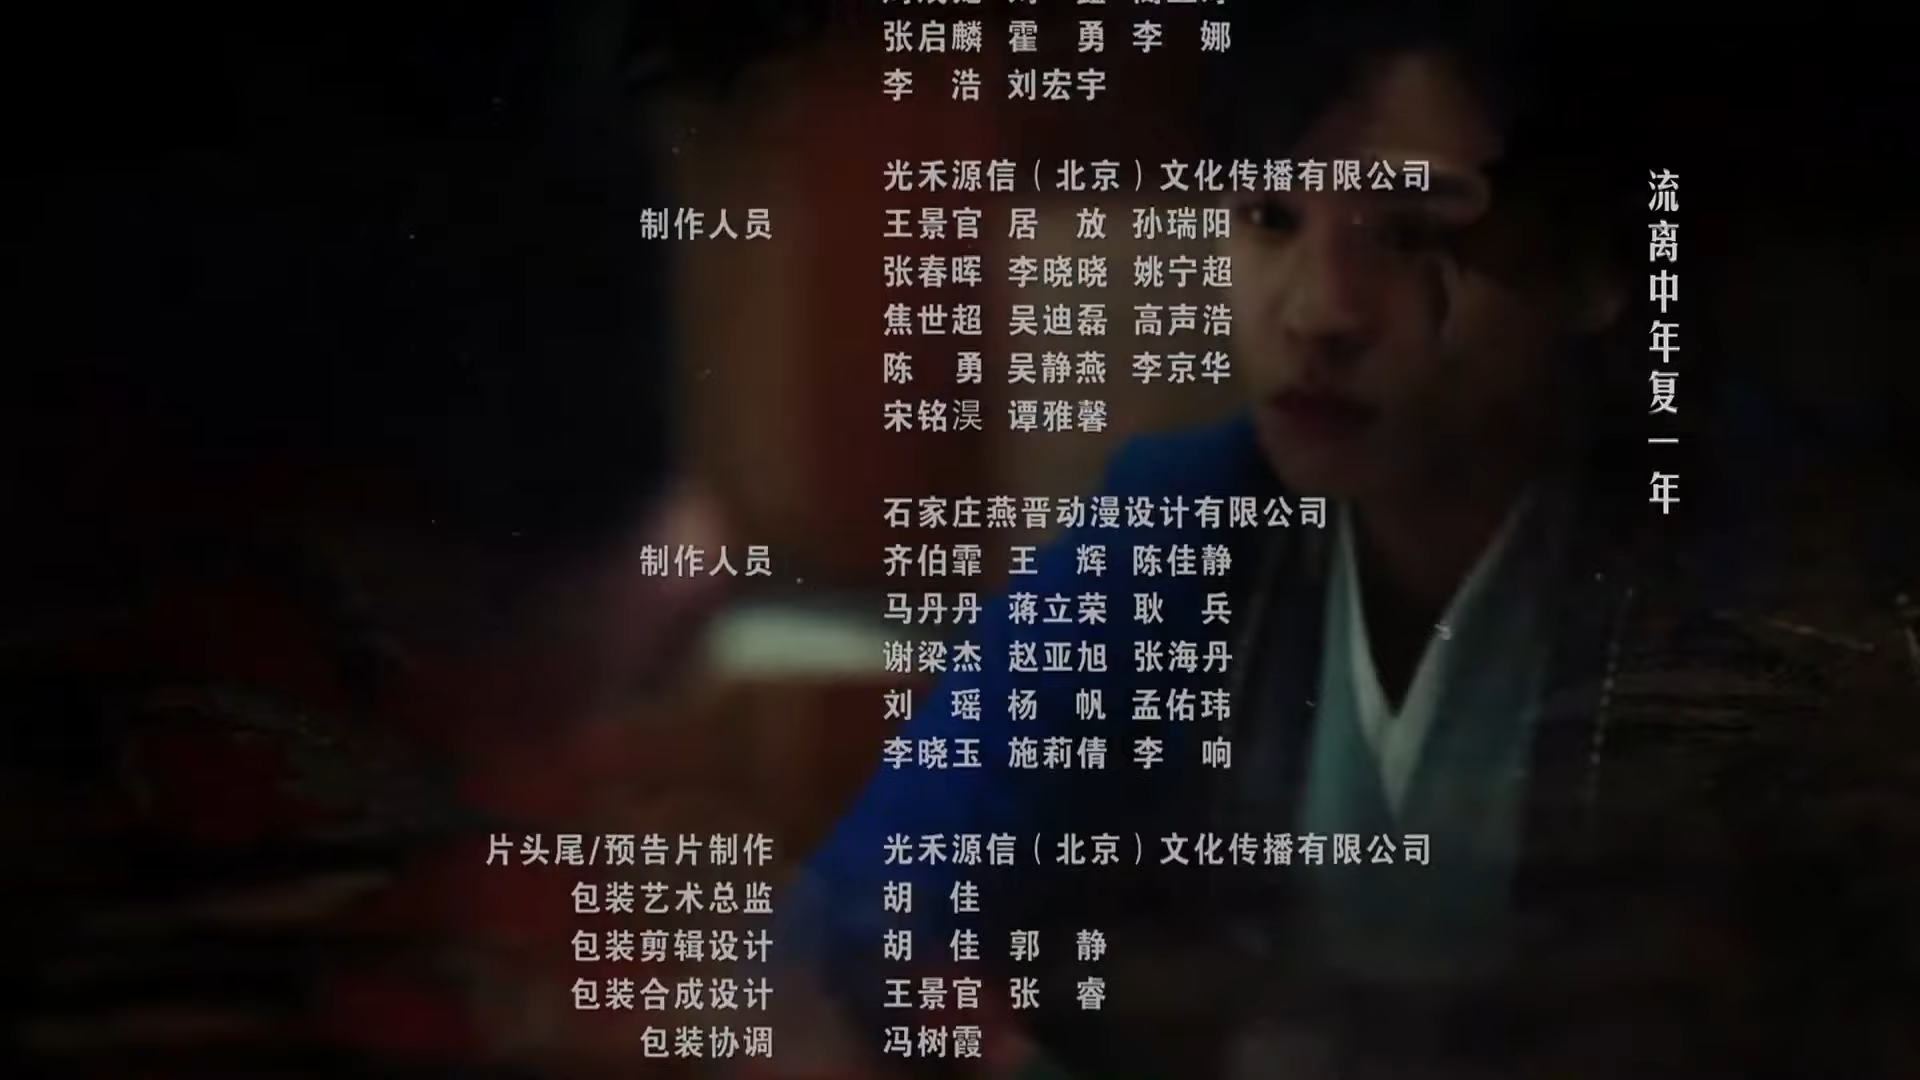 张启麟 霍 勇 李 娜
李 浩 刘宏宇
光禾源信（北京）文化传播有限公司
制作人员 王景官 居 放 孙瑞阳
张春晖 李晓晓 姚宁超
焦世超 吴迪磊 高声浩
陈 勇 吴静燕 李京华
宋铭淏 谭雅馨
石家庄燕晋动漫设计有限公司
制作人员 齐伯霏 王 辉 陈佳静
马丹丹 蒋立荣 耿 兵
谢梁杰 赵亚旭 张海丹
刘 瑶 杨 帆 孟佑玮
李晓玉 施莉倩 李 响
片头尾/预告片制作 光禾源信（北京）文化传播有限公司
包装艺术总监 胡 佳
包装剪辑设计 胡 佳 郭 静
包装合成设计 王景官 张 睿
包装协调 冯树霞
流离中年复一年